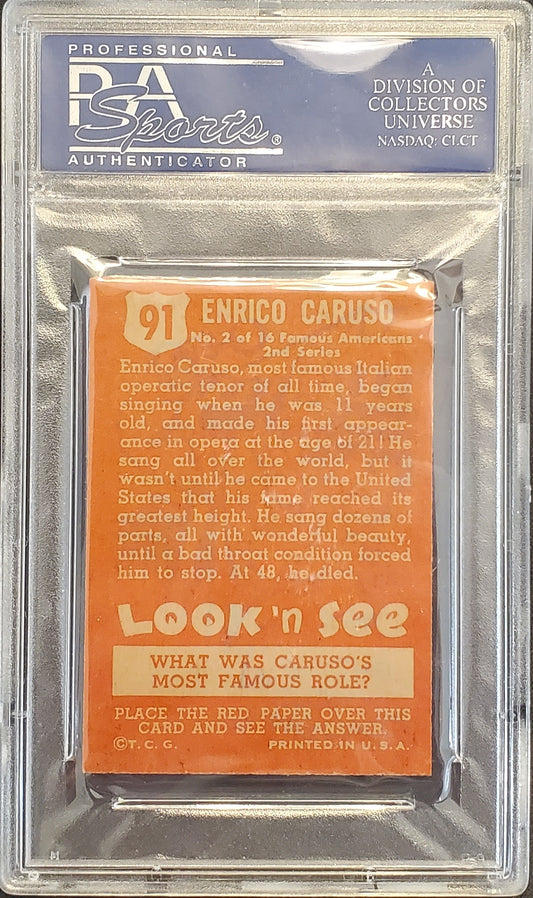 PROFESSIONAL
PSA
Sports®
AUTHENTICATOR
A
DIVISION OF
COLLECTORS
UNIVERSE
NASDAQ: CLCT
91 ENRICO CARUSO
No. 2 of 16 Famous Americans
2nd Series
Enrico Caruso, most famous Italian
operatic tenor of all time, began
singing when he was 11 years
old, and made his first appear-
ance in opera at the age of 21! He
sang all over the world, but it
wasn't until he came to the United
States that his fame reached its
greatest height. He sang dozens of
parts, all with wonderful beauty,
until a bad throat condition forced
him to stop. At 48, he died.
LOOK 'n See
WHAT WAS CARUSO'S
MOST FAMOUS ROLE?
PLACE THE RED PAPER OVER THIS
CARD AND SEE THE ANSWER.
©T.C.G. PRINTED IN U.S.A.